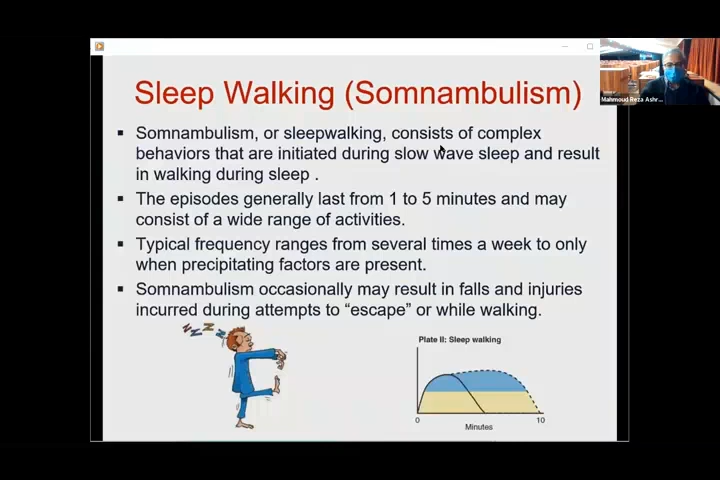 Mahmoud Reza Ashr...
Sleep Walking (Somnambulism)
Somnambulism, or sleepwalking, consists of complex
behaviors that are initiated during slow wave sleep and result
in walking during sleep .
The episodes generally last from 1 to 5 minutes and may
consist of a wide range of activities.
Typical frequency ranges from several times a week to only
when precipitating factors are present.
Somnambulism occasionally may result in falls and injuries
incurred during attempts to “escape” or while walking.
zzzz
Plate II: Sleep walking
0
10
Minutes